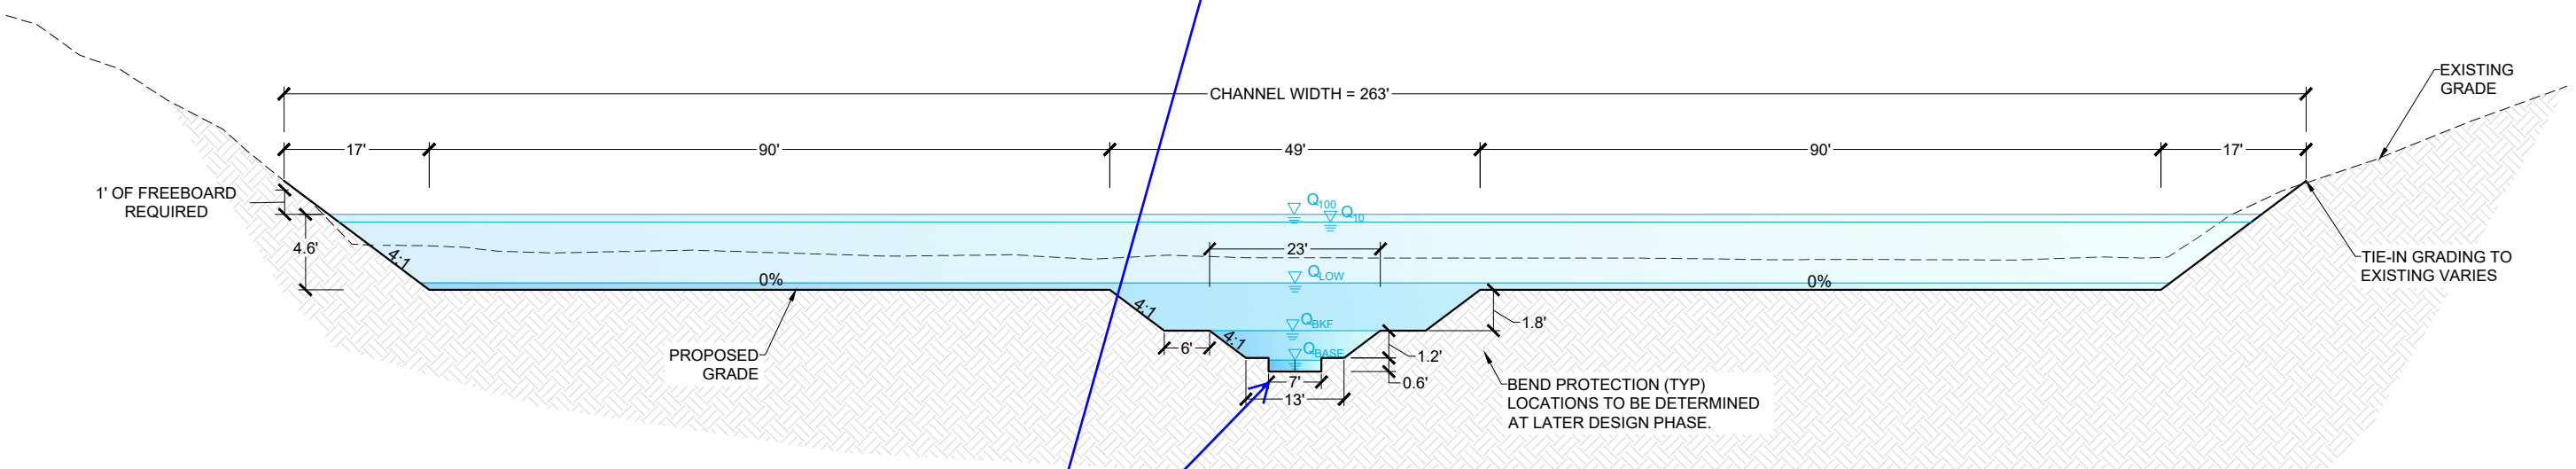 EXISTING
GRADE
CHANNEL WIDTH = 263'
17'
90'
49'
90'
17'
1' OF FREEBOARD
REQUIRED
Q100
Q10
4.6'
4:1
23'
TIE-IN GRADING TO
EXISTING VARIES
QLOW
0%
0%
4:1
QBKF
1.8'
4:1
6'
QBASE
1.2'
PROPOSED
GRADE
7'
0.6'
13'
BEND PROTECTION (TYP)
LOCATIONS TO BE DETERMINED
AT LATER DESIGN PHASE.